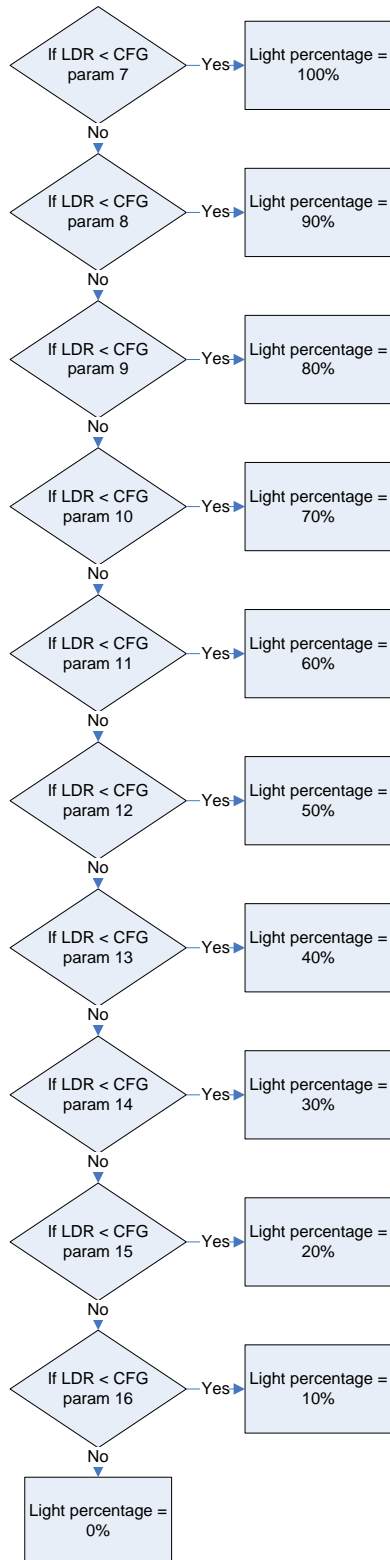 If LDR < CFG
param 7
Yes
Light percentage =
100%
No
If LDR < CFG
param 8
Yes
Light percentage =
90%
No
If LDR < CFG
param 9
Yes
Light percentage =
80%
No
If LDR < CFG
param 10
Yes
Light percentage =
70%
No
If LDR < CFG
param 11
Yes
Light percentage =
60%
No
If LDR < CFG
param 12
Yes
Light percentage =
50%
No
If LDR < CFG
param 13
Yes
Light percentage =
40%
No
If LDR < CFG
param 14
Yes
Light percentage =
30%
No
If LDR < CFG
param 15
Yes
Light percentage =
20%
No
If LDR < CFG
param 16
Yes
Light percentage =
10%
No
Light percentage =
0%